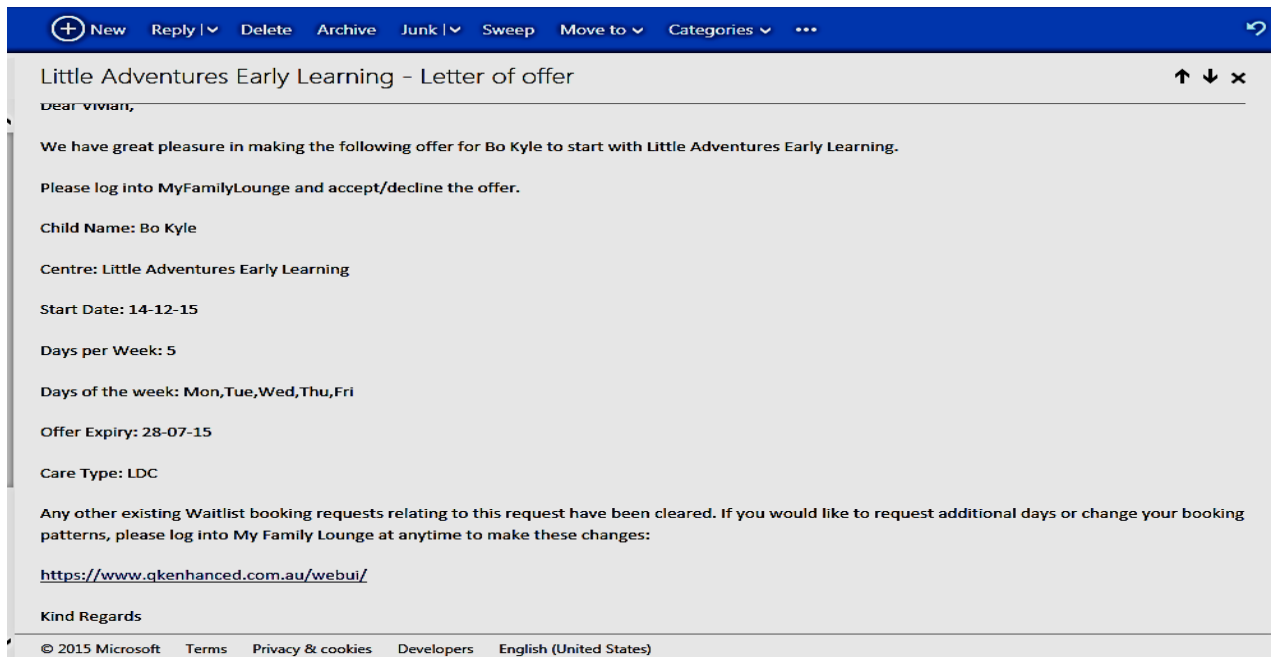 New Reply Delete Archive Junk Sweep Move to Categories •••
Little Adventures Early Learning - Letter of offer
Dear Vivian,
We have great pleasure in making the following offer for Bo Kyle to start with Little Adventures Early Learning.
Please log into MyFamilyLounge and accept/decline the offer.
Child Name: Bo Kyle
Centre: Little Adventures Early Learning
Start Date: 14-12-15
Days per Week: 5
Days of the week: Mon,Tue,Wed,Thu,Fri
Offer Expiry: 28-07-15
Care Type: LDC
Any other existing Waitlist booking requests relating to this request have been cleared. If you would like to request additional days or change your booking
patterns, please log into My Family Lounge at anytime to make these changes:
https://www.qkenhanced.com.au/webui/
Kind Regards
© 2015 Microsoft Terms Privacy & cookies Developers English (United States)